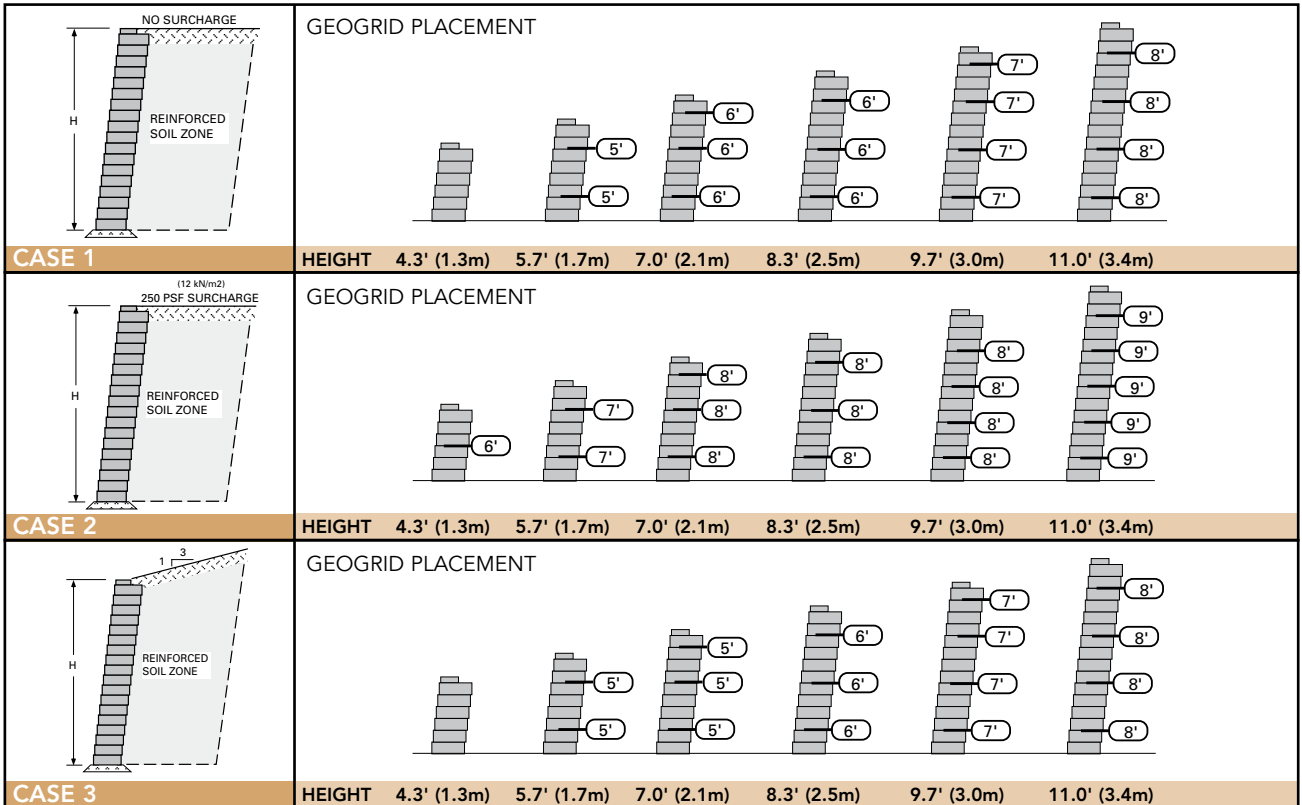 NO SURCHARGE
H
REINFORCED
SOIL ZONE
CASE 1
GEOGRID PLACEMENT
5'
5'
6'
6'
6'
6'
6'
6'
7'
7'
7'
7'
8'
8'
8'
8'
HEIGHT 4.3' (1.3m) 5.7' (1.7m) 7.0' (2.1m) 8.3' (2.5m) 9.7' (3.0m) 11.0' (3.4m)
(12 kN/m2)
250 PSF SURCHARGE
H
REINFORCED
SOIL ZONE
CASE 2
GEOGRID PLACEMENT
6'
7'
7'
8'
8'
8'
8'
8'
8'
8'
8'
8'
8'
9'
9'
9'
9'
9'
HEIGHT 4.3' (1.3m) 5.7' (1.7m) 7.0' (2.1m) 8.3' (2.5m) 9.7' (3.0m) 11.0' (3.4m)
3
1
H
REINFORCED
SOIL ZONE
CASE 3
GEOGRID PLACEMENT
5'
5'
5'
5'
5'
6'
6'
6'
7'
7'
7'
7'
8'
8'
8'
8'
HEIGHT 4.3' (1.3m) 5.7' (1.7m) 7.0' (2.1m) 8.3' (2.5m) 9.7' (3.0m) 11.0' (3.4m)